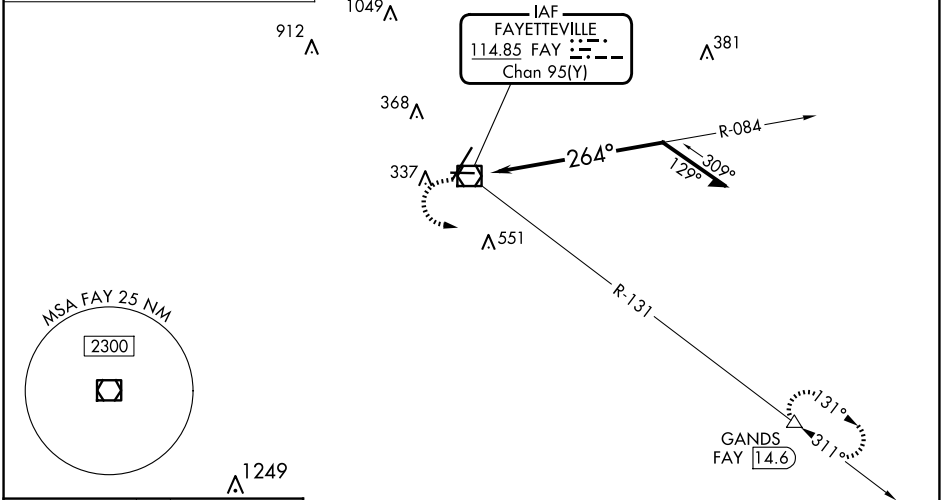 1049
912
IAF
FAYETTEVILLE
114.85 FAY
Chan 95(Y)
381
368
R-084
264°
309°
129°
337
551
R-131
MSA FAY 25 NM
2300
131°
311°
GANDS
FAY 14.6
1249